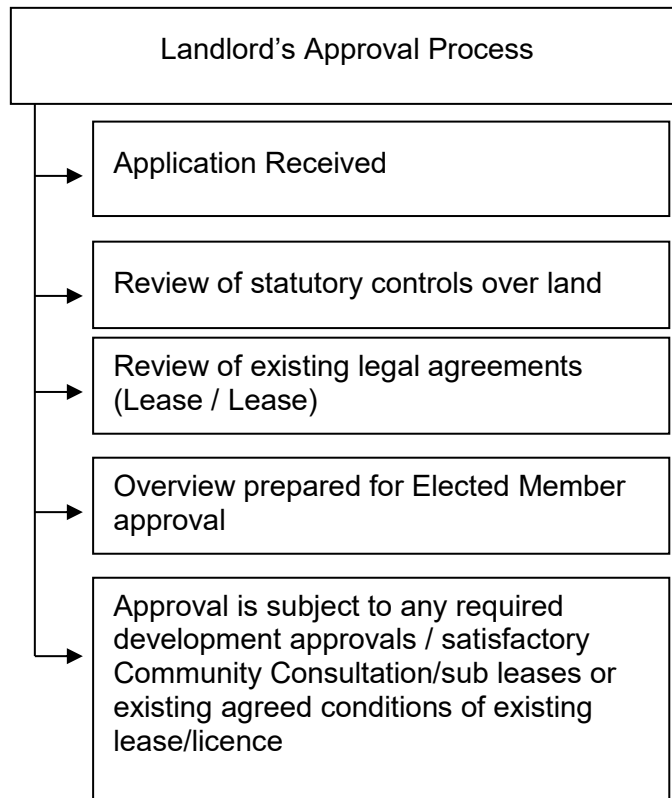 Landlord’s Approval Process
Application Received
Review of statutory controls over land
Review of existing legal agreements
(Lease / Lease)
Overview prepared for Elected Member
approval
Approval is subject to any required
development approvals / satisfactory
Community Consultation/sub leases or
existing agreed conditions of existing
lease/licence